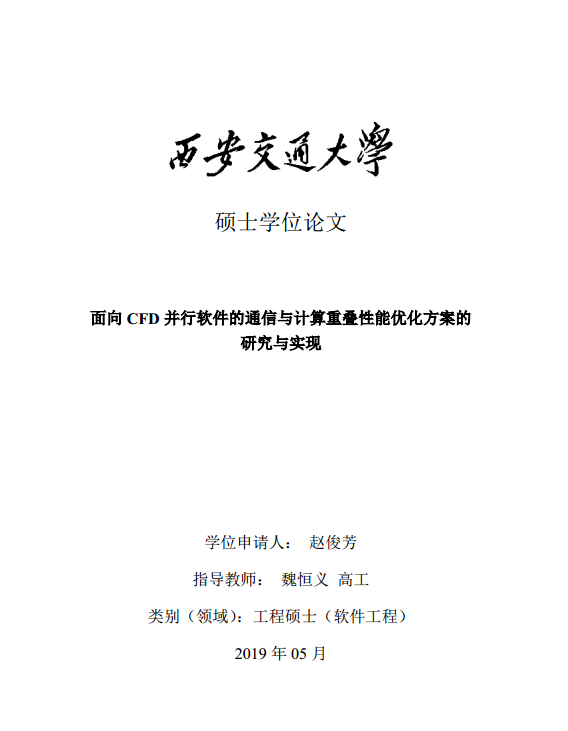 西安交通大學
硕士学位论文
面向 CFD 并行软件的通信与计算重叠性能优化方案的
研究与实现
学位申请人： 赵俊芳
指导教师： 魏恒义 高工
类别（领域）：工程硕士（软件工程）
2019 年 05 月